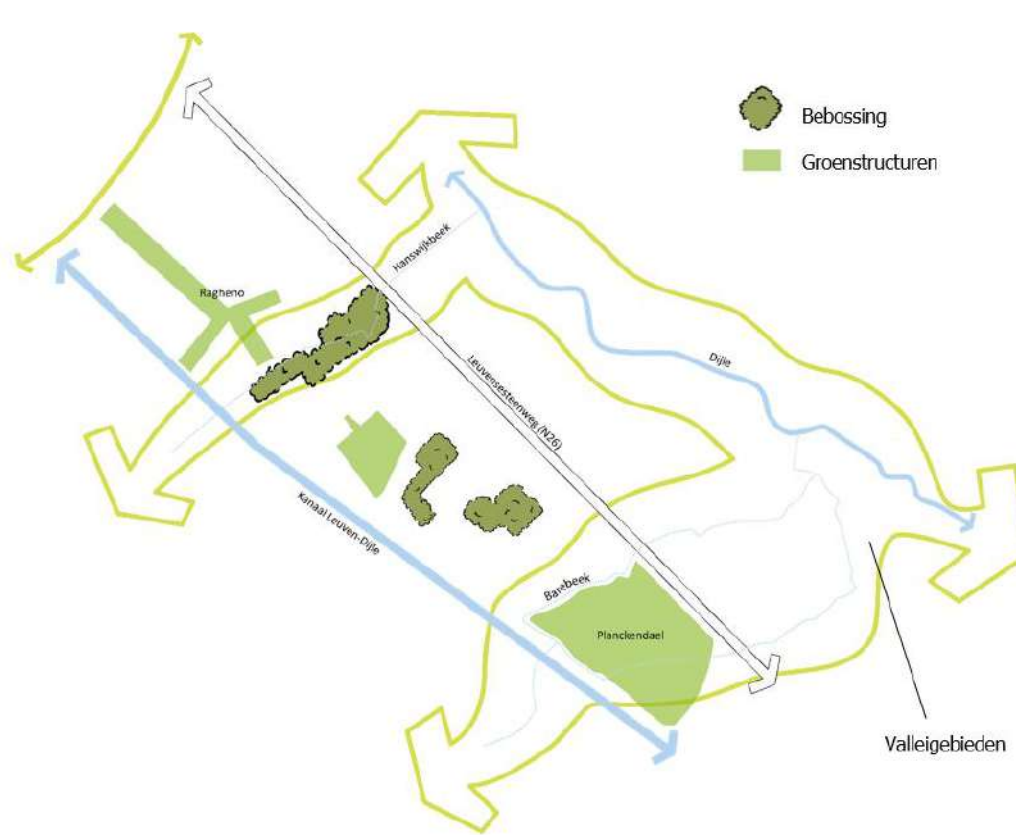 Bebossing
Groenstructuren
Hanswijkbeek
Ragheno
Dijle
Leuvensesteenweg (N26)
Kanaal Leuven-Dijle
Barebeek
Planckendael
Valleigebieden